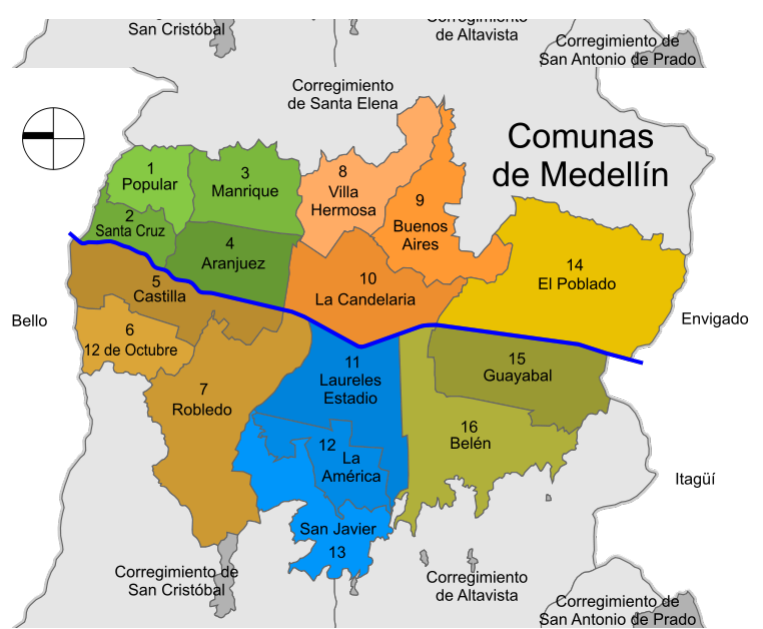 San Cristóbal
Corregimiento
de Altavista
Corregimiento de
San Antonio de Prado
Corregimiento
de Santa Elena
Comunas
de Medellín
1
Popular
3
Manrique
8
Villa
Hermosa
9
Buenos
Aires
2
Santa Cruz
4
Aranjuez
14
El Poblado
10
La Candelaria
5
Castilla
Bello
Envigado
6
12 de Octubre
11
Laureles
Estadio
15
Guayabal
7
Robledo
16
Belén
12
La
América
Itagüí
San Javier
13
Corregimiento de
San Cristóbal
Corregimiento
de Altavista
Corregimiento de
San Antonio de Prado